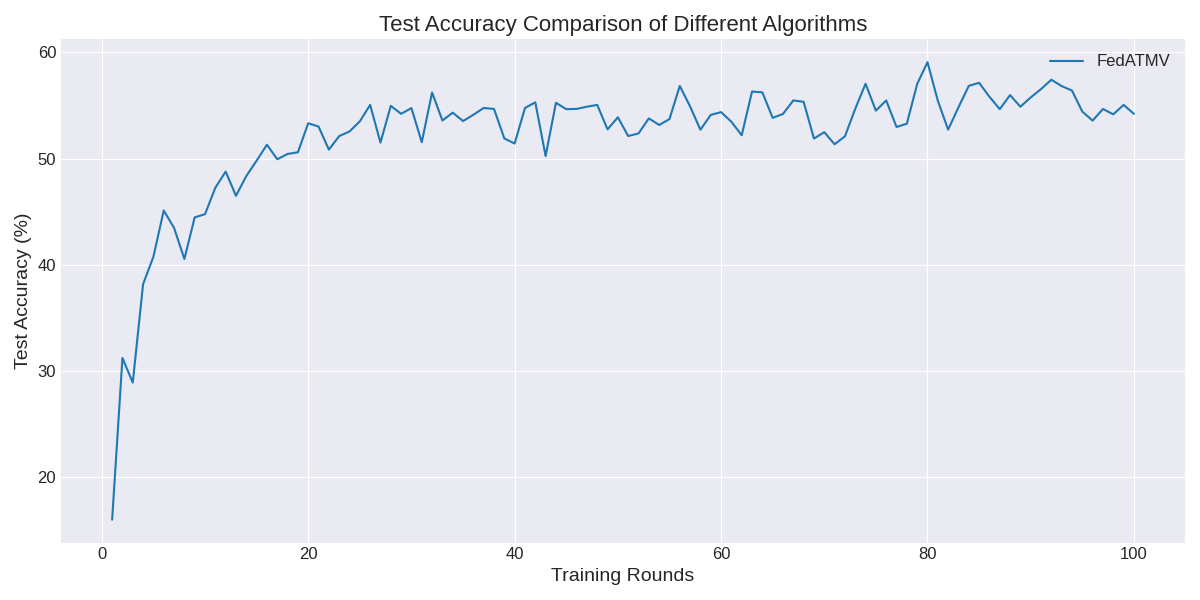 Test Accuracy Comparison of Different Algorithms
FedATMV
60
50
40
30
20
Test Accuracy (%)
0 20 40 60 80 100
Training Rounds